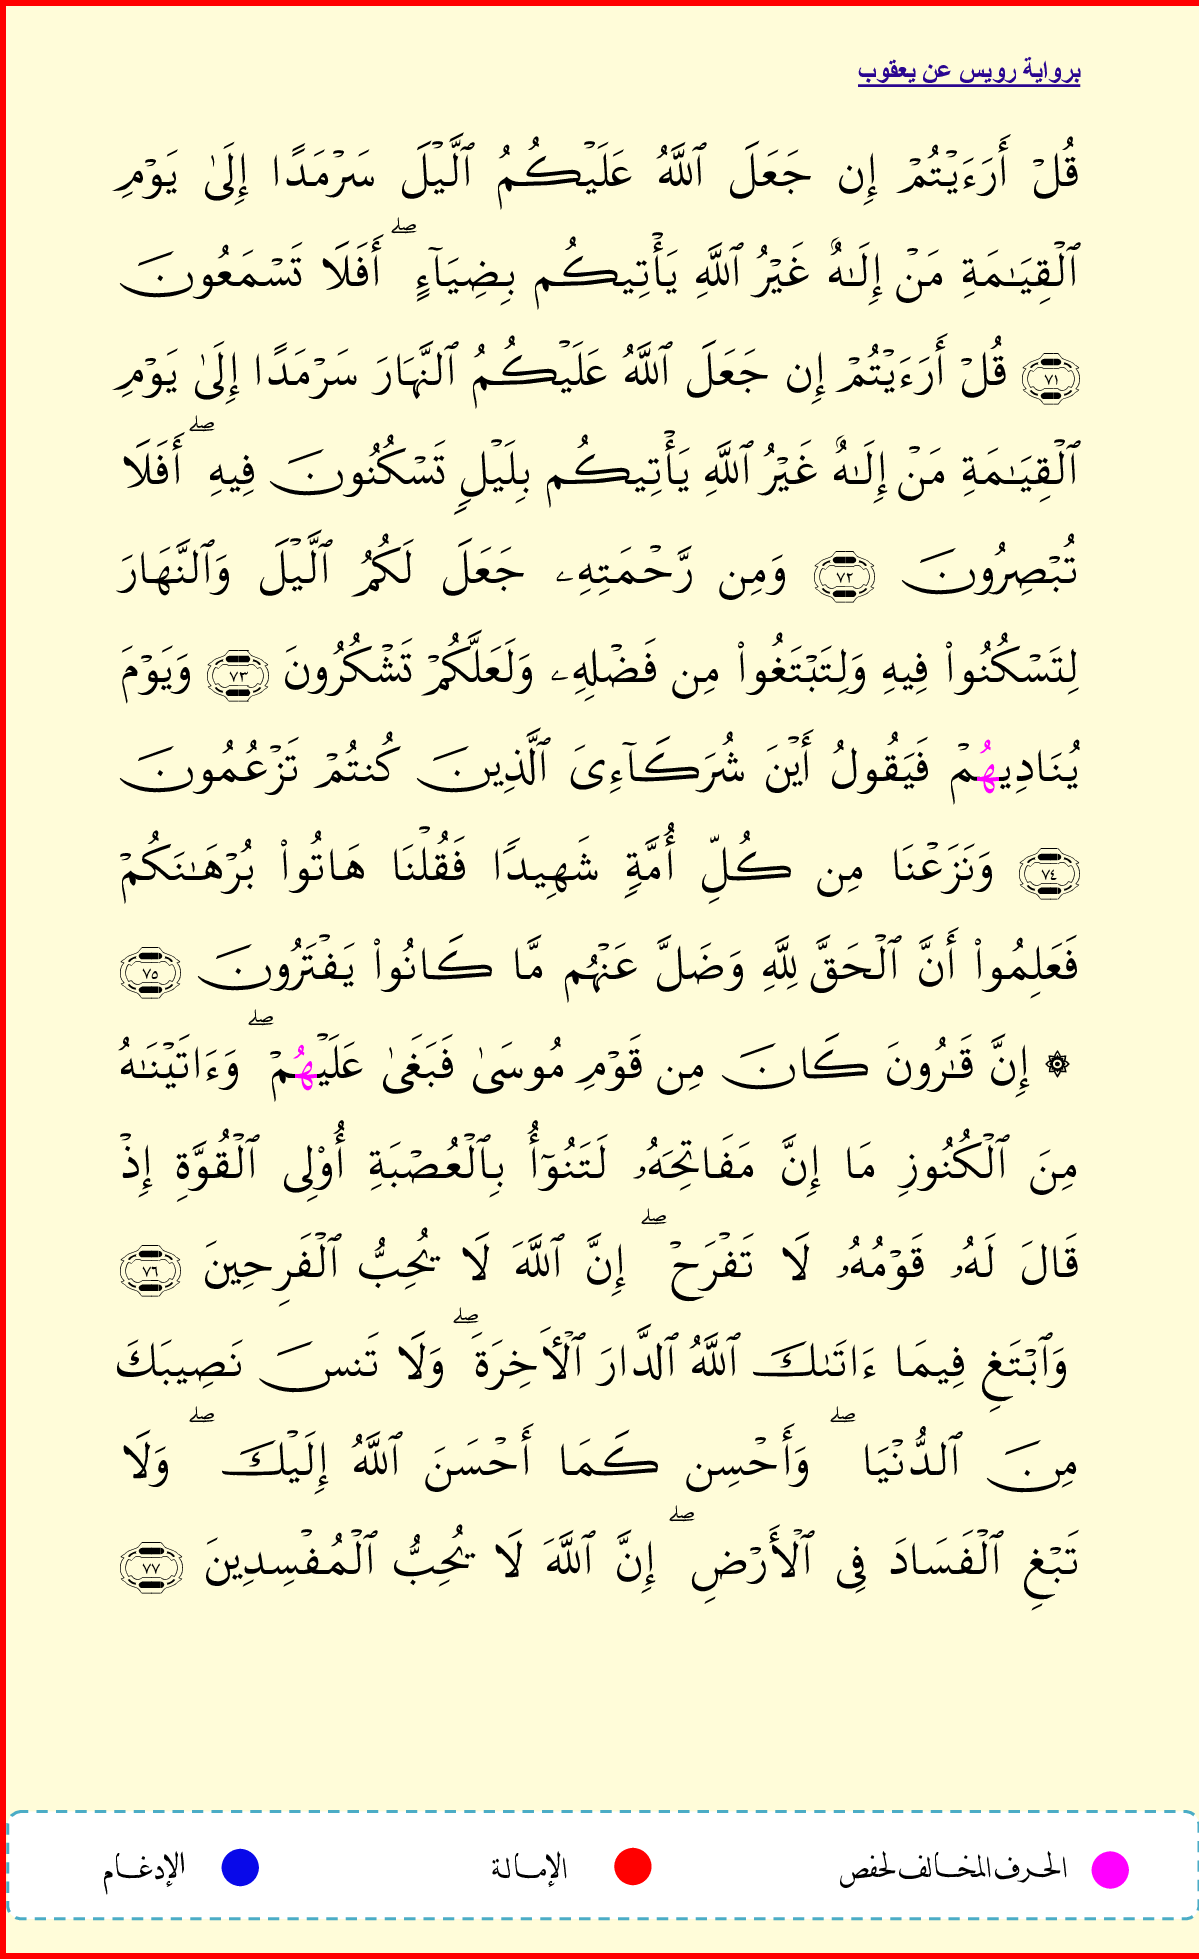 برواية رويس عن يعقوب
قُلۡ أَرَءَيۡتُمۡ إِن جَعَلَ ٱللَّهُ عَلَيۡكُمُ ٱلَّيۡلَ سَرۡمَدًا إِلَىٰ يَوۡمِ
ٱلۡقِيَٰمَةِ مَنۡ إِلَٰهٌ غَيۡرُ ٱللَّهِ يَأۡتِيكُم بِضِيَآءٍۖ أَفَلَا تَسۡمَعُونَ
٧١ قُلۡ أَرَءَيۡتُمۡ إِن جَعَلَ ٱللَّهُ عَلَيۡكُمُ ٱلنَّهَارَ سَرۡمَدًا إِلَىٰ يَوۡمِ
ٱلۡقِيَٰمَةِ مَنۡ إِلَٰهٌ غَيۡرُ ٱللَّهِ يَأۡتِيكُم بِلَيۡلٖ تَسۡكُنُونَ فِيهِۖ أَفَلَا
تُبۡصِرُونَ ٧٢ وَمِن رَّحۡمَتِهِۦ جَعَلَ لَكُمُ ٱلَّيۡلَ وَٱلنَّهَارَ
لِتَسۡكُنُواْ فِيهِ وَلِتَبۡتَغُواْ مِن فَضۡلِهِۦ وَلَعَلَّكُمۡ تَشۡكُرُونَ ٧٣ وَيَوۡمَ
يُنَادِيهُمۡ فَيَقُولُ أَيۡنَ شُرَكَآءِيَ ٱلَّذِينَ كُنتُمۡ تَزۡعُمُونَ
٧٤ وَنَزَعۡنَا مِن كُلِّ أُمَّةٖ شَهِيدٗا فَقُلۡنَا هَاتُواْ بُرۡهَٰنَكُمۡ
فَعَلِمُوٓاْ أَنَّ ٱلۡحَقَّ لِلَّهِ وَضَلَّ عَنۡهُم مَّا كَانُواْ يَفۡتَرُونَ ٧٥
۞ إِنَّ قَٰرُونَ كَانَ مِن قَوۡمِ مُوسَىٰ فَبَغَىٰ عَلَيۡهُمۡۖ وَءَاتَيۡنَٰهُ
مِنَ ٱلۡكُنُوزِ مَا إِنَّ مَفَاتِحَهُۥ لَتَنُوٓأُ بِٱلۡعُصۡبَةِ أُوْلِي ٱلۡقُوَّةِ إِذۡ
قَالَ لَهُۥ قَوۡمُهُۥ لَا تَفۡرَحۡۖ إِنَّ ٱللَّهَ لَا يُحِبُّ ٱلۡفَرِحِينَ ٧٦
وَٱبۡتَغِ فِيمَا ءَاتَىٰكَ ٱللَّهُ ٱلدَّارَ ٱلۡأَخِرَةَۖ وَلَا تَنسَ نَصِيبَكَ
مِنَ ٱلدُّنۡيَاۖ وَأَحۡسِن كَمَا أَحۡسَنَ ٱللَّهُ إِلَيۡكَۖ وَلَا
تَبۡغِ ٱلۡفَسَادَ فِي ٱلۡأَرۡضِۖ إِنَّ ٱللَّهَ لَا يُحِبُّ ٱلۡمُفۡسِدِينَ ٧٧
الحرف المخالف لحفص الإمالة الإدغام